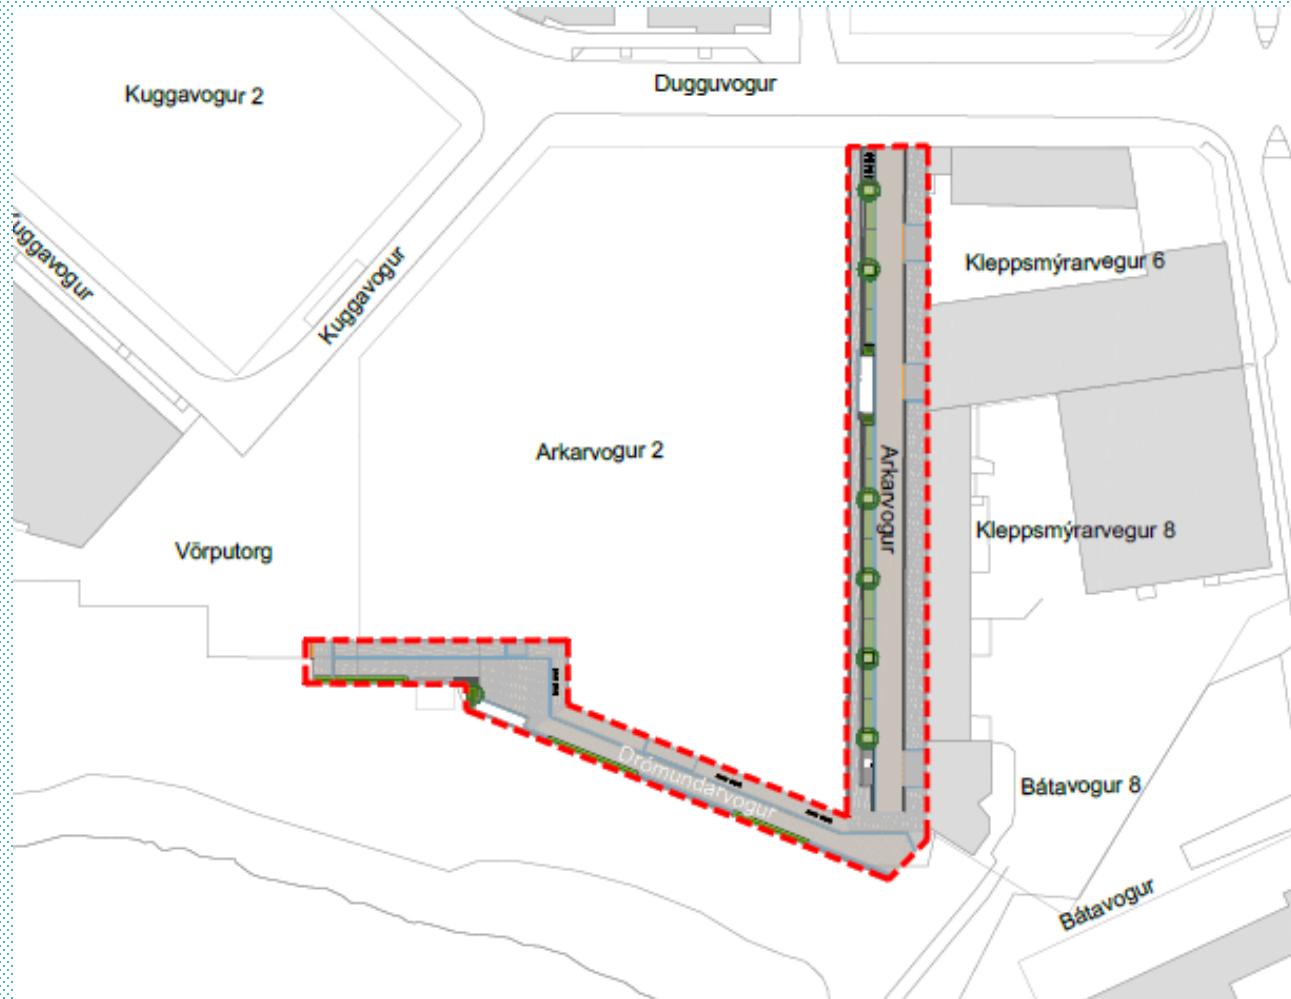 Dugguvogur
Kuggavogur 2
Kuggavogur
Kuggavogur
Kleppsmýrarvegur 6
Arkarvogur 2
Arkarvogur
Kleppsmýrarvegur 8
Vörputorg
Drómundarvogur
Bátavogur 8
Bátavogur